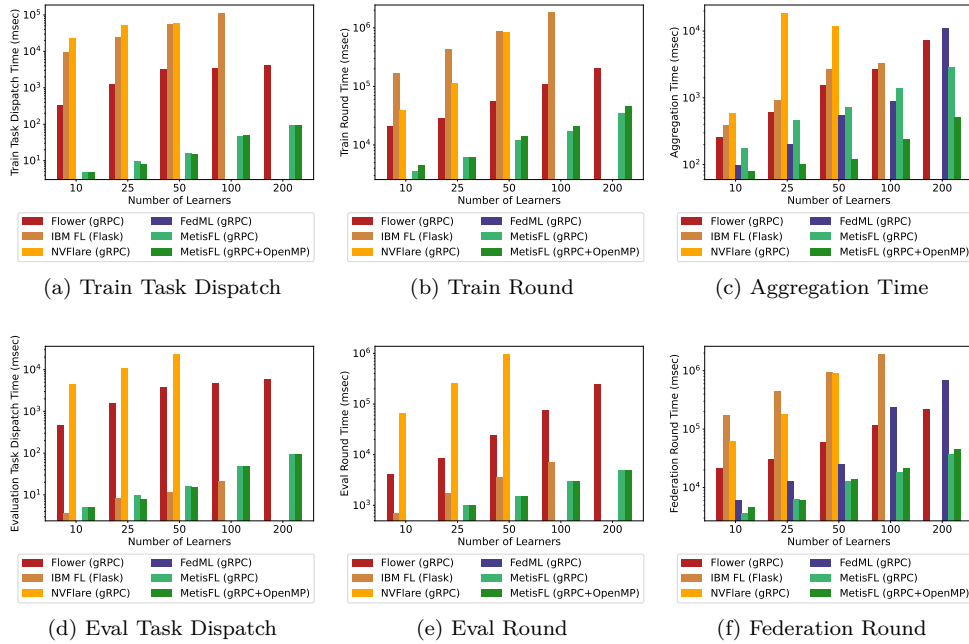 Train Task Dispatch Time (msec)
10^5
10^4
10^3
10^2
10^1
10 25 50 100 200
Number of Learners
Flower (gRPC) FedML (gRPC)
IBM FL (Flask) MetisFL (gRPC)
NVFlare (gRPC) MetisFL (gRPC+OpenMP)
(a) Train Task Dispatch
Train Round Time (msec)
10^6
10^5
10^4
10 25 50 100 200
Number of Learners
Flower (gRPC) FedML (gRPC)
IBM FL (Flask) MetisFL (gRPC)
NVFlare (gRPC) MetisFL (gRPC+OpenMP)
(b) Train Round
Aggregation Time (msec)
10^4
10^3
10^2
10 25 50 100 200
Number of Learners
Flower (gRPC) FedML (gRPC)
IBM FL (Flask) MetisFL (gRPC)
NVFlare (gRPC) MetisFL (gRPC+OpenMP)
(c) Aggregation Time
Evaluation Task Dispatch Time (msec)
10^4
10^3
10^2
10^1
10 25 50 100 200
Number of Learners
Flower (gRPC) FedML (gRPC)
IBM FL (Flask) MetisFL (gRPC)
NVFlare (gRPC) MetisFL (gRPC+OpenMP)
(d) Eval Task Dispatch
Eval Round Time (msec)
10^6
10^5
10^4
10^3
10 25 50 100 200
Number of Learners
Flower (gRPC) FedML (gRPC)
IBM FL (Flask) MetisFL (gRPC)
NVFlare (gRPC) MetisFL (gRPC+OpenMP)
(e) Eval Round
Federation Round Time (msec)
10^6
10^5
10^4
10 25 50 100 200
Number of Learners
Flower (gRPC) FedML (gRPC)
IBM FL (Flask) MetisFL (gRPC)
NVFlare (gRPC) MetisFL (gRPC+OpenMP)
(f) Federation Round